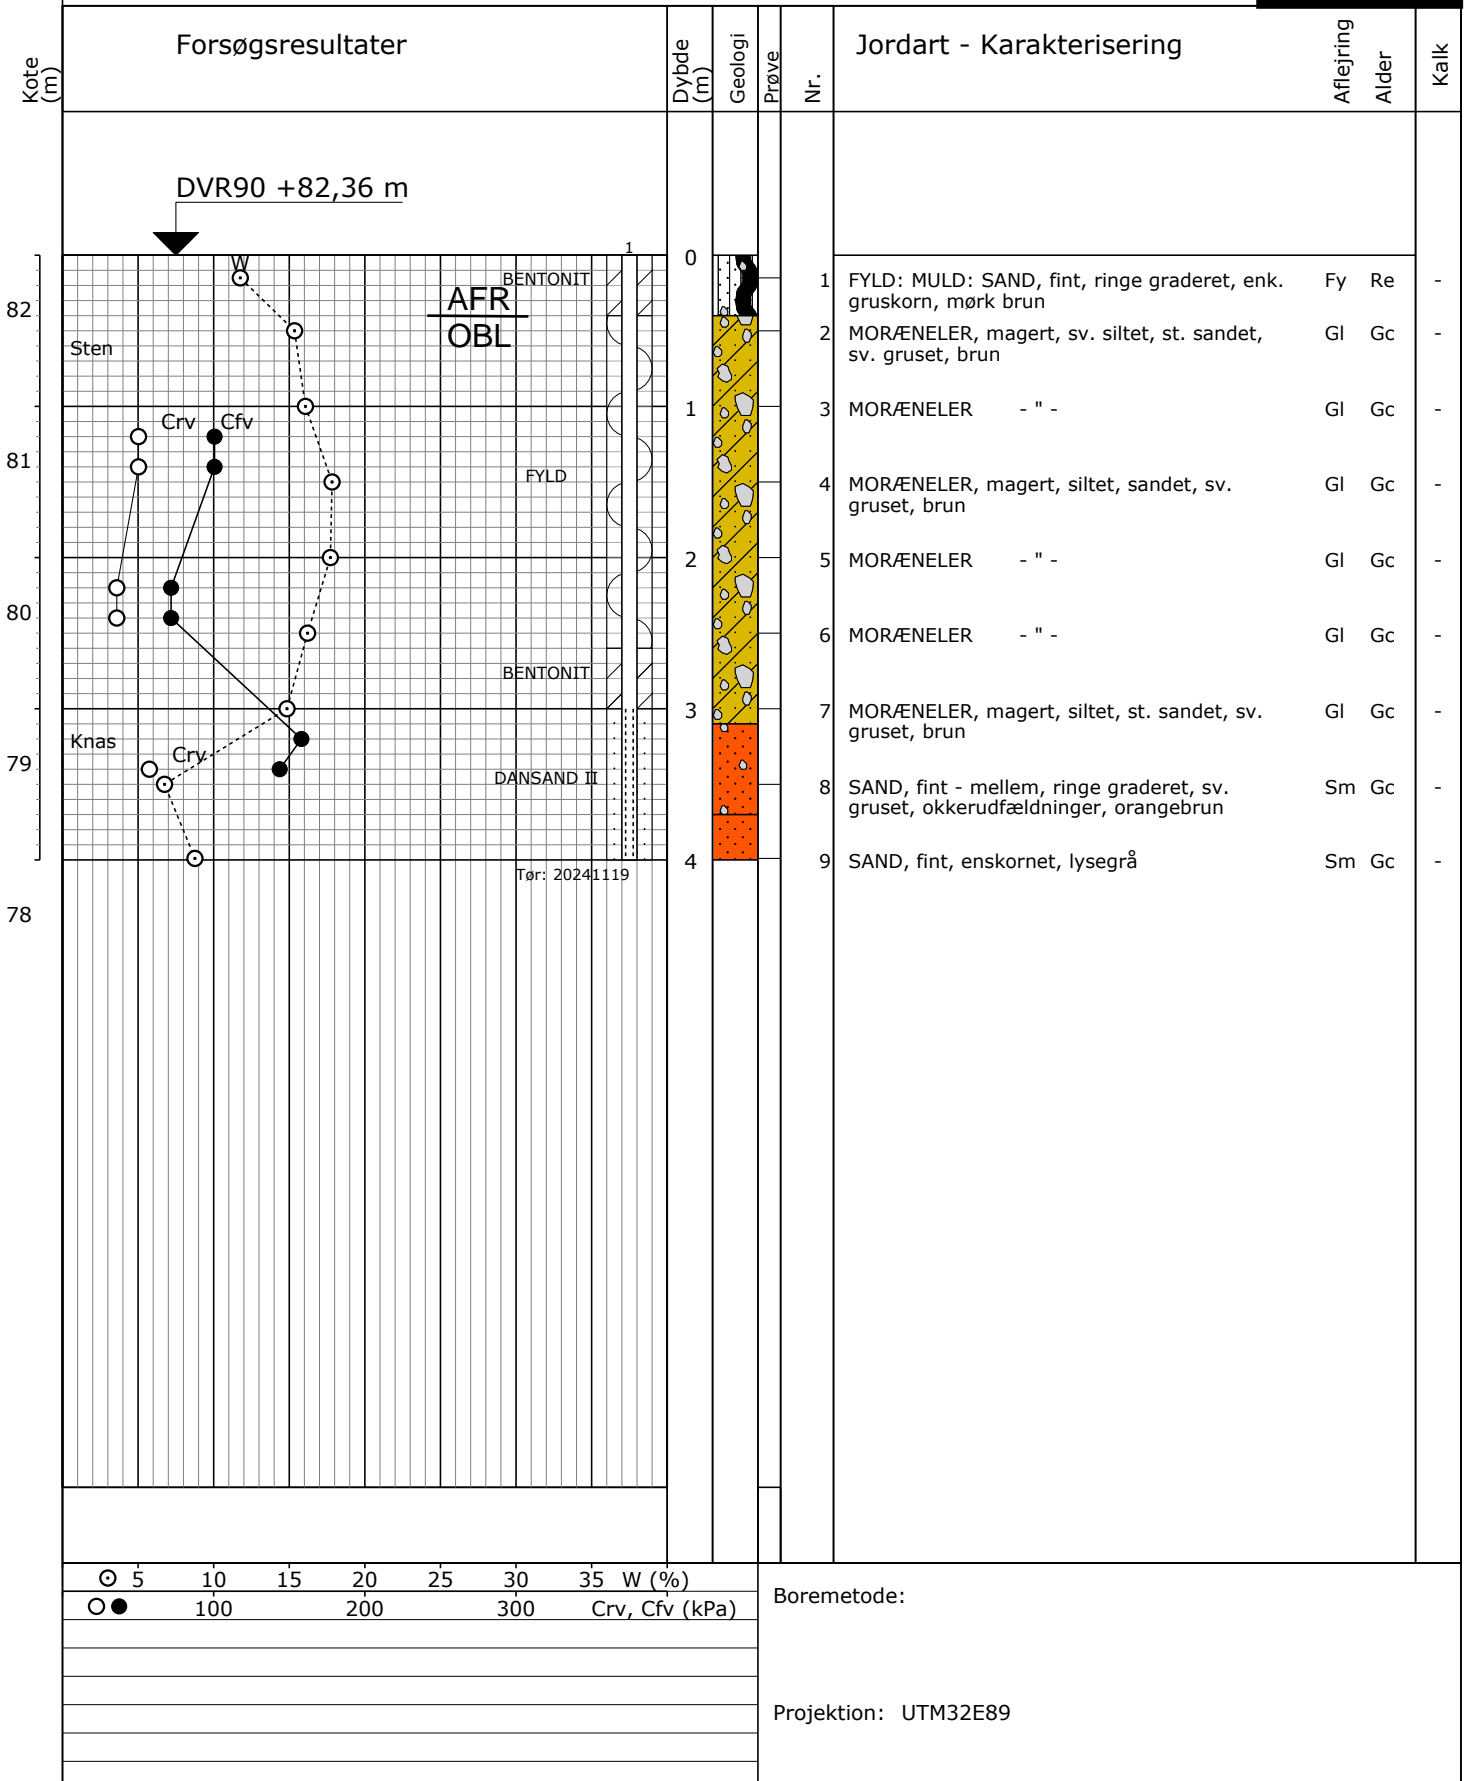 Kote (m)
Forsøgsresultater
Dybde (m)
Geologi
Prøve
Nr.
Jordart - Karakterisering
Aflejring
Alder
Kalk
DVR90 +82,36 m
1
0
W
BENTONIT
AFR
OBL
1 FYLD: MULD: SAND, fint, ringe graderet, enk. Fy Re -
gruskorn, mørk brun
82
Sten
2 MORÆNELER, magert, sv. siltet, st. sandet, Gl Gc -
sv. gruset, brun
1
3 MORÆNELER - " - Gl Gc -
Crv Cfv
81
FYLD
4 MORÆNELER, magert, siltet, sandet, sv. Gl Gc -
gruset, brun
2
5 MORÆNELER - " - Gl Gc -
80
6 MORÆNELER - " - Gl Gc -
BENTONIT
3
7 MORÆNELER, magert, siltet, st. sandet, sv. Gl Gc -
gruset, brun
Knas
Crv
79
DANSAND II
8 SAND, fint - mellem, ringe graderet, sv. Sm Gc -
gruset, okkerudfældninger, orangebrun
4
9 SAND, fint, enskornet, lysegrå Sm Gc -
Tør: 20241119
78
5 10 15 20 25 30 35 W (%)
100 200 300 Crv, Cfv (kPa)
Boremetode:
Projektion: UTM32E89